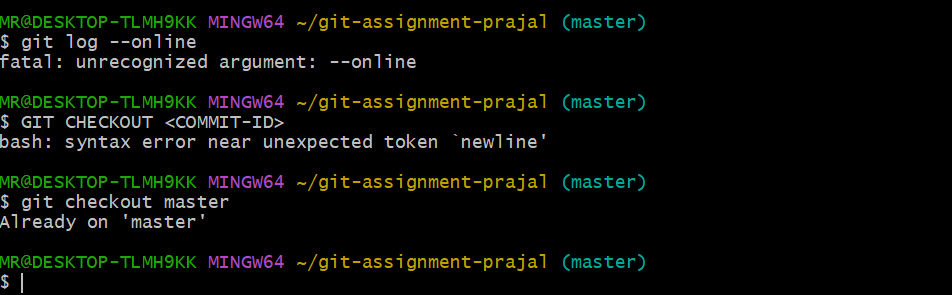 MR@DESKTOP-TLMH9KK MINGW64 ~/git-assignment-prajal (master)
$ git log --online
fatal: unrecognized argument: --online
MR@DESKTOP-TLMH9KK MINGW64 ~/git-assignment-prajal (master)
$ GIT CHECKOUT <COMMIT-ID>
bash: syntax error near unexpected token `newline'
MR@DESKTOP-TLMH9KK MINGW64 ~/git-assignment-prajal (master)
$ git checkout master
Already on 'master'
MR@DESKTOP-TLMH9KK MINGW64 ~/git-assignment-prajal (master)
$